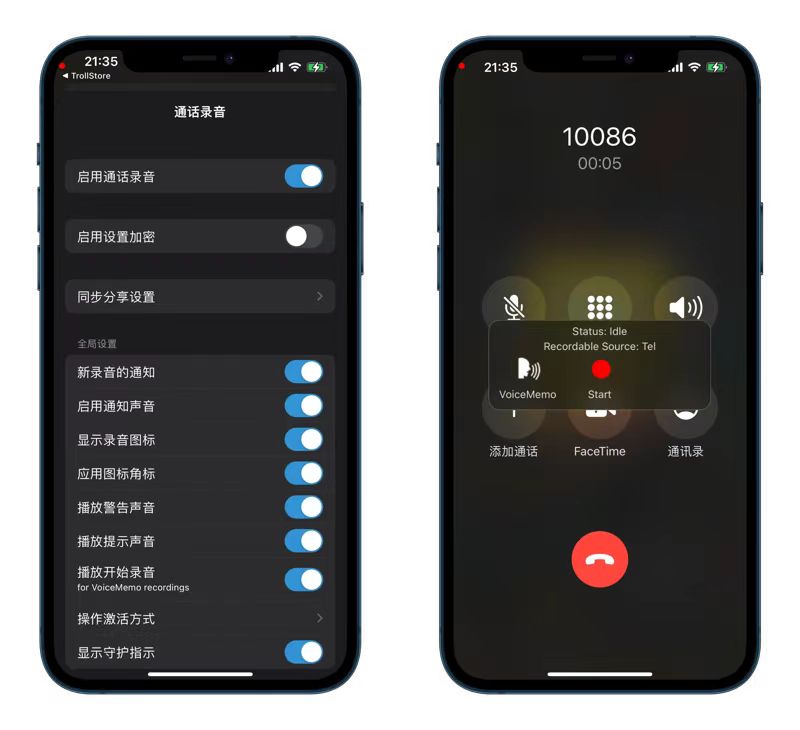 21:35
◀ TrollStore
通话录音
启用通话录音
启用设置加密
同步分享设置
全局设置
新录音的通知
启用通知声音
显示录音图标
应用图标角标
播放警告声音
播放提示声音
播放开始录音
for VoiceMemo recordings
操作激活方式
显示守护指示
21:35
10086
00:05
Status: Idle
Recordable Source: Tel
VoiceMemo
Start
添加通话
FaceTime
通讯录